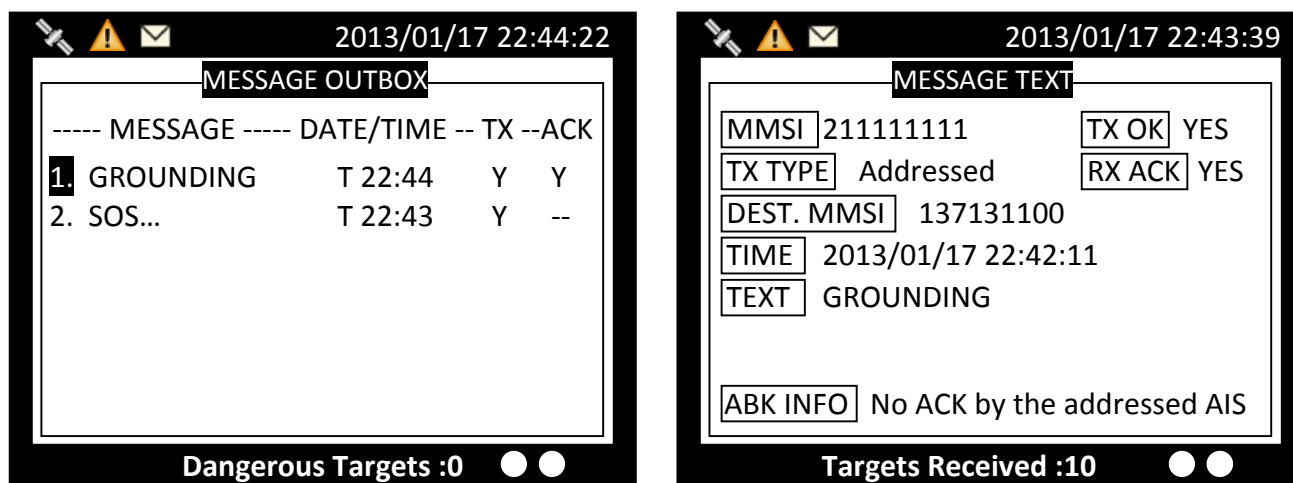 2013/01/17 22:44:22
MESSAGE OUTBOX
----- MESSAGE ----- DATE/TIME -- TX --ACK
1. GROUNDING T 22:44 Y Y
2. SOS... T 22:43 Y --
Dangerous Targets :0
2013/01/17 22:43:39
MESSAGE TEXT
MMSI 211111111 TX OK YES
TX TYPE Addressed RX ACK YES
DEST. MMSI 137131100
TIME 2013/01/17 22:42:11
TEXT GROUNDING
ABK INFO No ACK by the addressed AIS
Targets Received :10